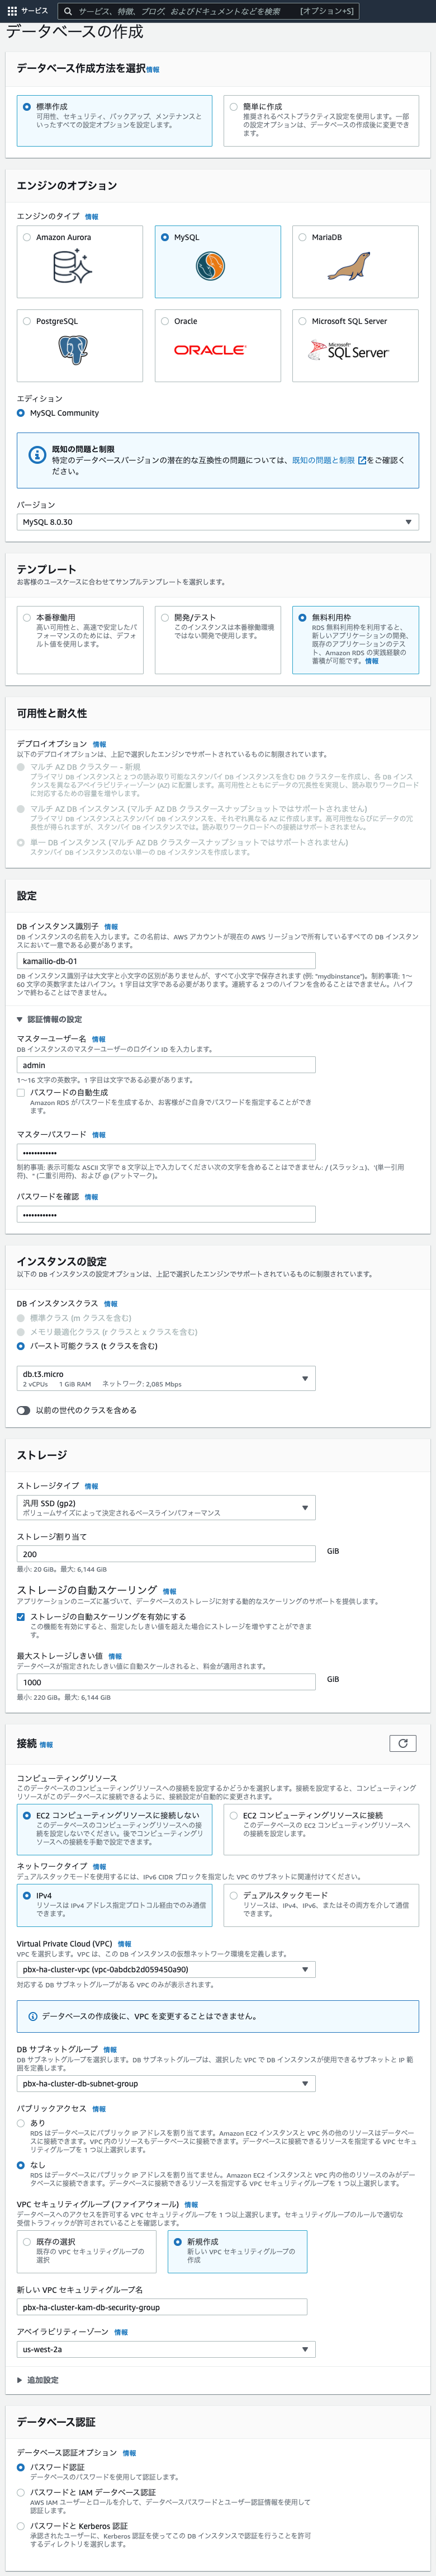 サービス
サービス、特徴、ブログ、およびドキュメントなどを検索 [オプション+S]
データベースの作成
データベース作成方法を選択 情報
標準作成
可用性、セキュリティ、バックアップ、メンテナンスと
いったすべての設定オプションを設定します。
簡単に作成
推奨されるベストプラクティス設定を使用します。一部
の設定オプションは、データベースの作成後に変更でき
ます。
エンジンのオプション
エンジンのタイプ 情報
Amazon Aurora
MySQL
MariaDB
PostgreSQL
Oracle
Microsoft SQL Server
ORACLE
Microsoft
SQL Server
エディション
MySQL Community
既知の問題と制限
特定のデータベースバージョンの潜在的な互換性の問題については、既知の問題と制限 をご確認く
ださい。
バージョン
MySQL 8.0.30
テンプレート
お客様のユースケースに合わせてサンプルテンプレートを選択します。
本番稼働用
高い可用性と、高速で安定したパ
フォーマンスのためには、デフォ
ルト値を使用します。
開発/テスト
このインスタンスは本番稼働環境
ではない開発で使用します。
無料利用枠
RDS 無料利用枠を利用すると、
新しいアプリケーションの開発、
既存のアプリケーションのテス
ト、Amazon RDS の実践経験の
蓄積が可能です。情報
可用性と耐久性
デプロイオプション 情報
以下のデプロイオプションは、上記で選択したエンジンでサポートされているものに制限されています。
マルチ AZ DB クラスター - 新規
プライマリ DB インスタンスと 2 つの読み取り可能なスタンバイ DB インスタンスを含む DB クラスターを作成し、各 DB インス
タンスを異なるアベイラビリティーゾーン (AZ) に配置します。高可用性とともにデータの冗長性を実現し、読み取りワークロード
に対応するための容量を増やします。
マルチ AZ DB インスタンス (マルチ AZ DB クラスタースナップショットではサポートされません)
プライマリ DB インスタンスとスタンバイ DB インスタンスを、それぞれ異なる AZ に作成します。高可用性ならびにデータの冗
長性が得られますが、スタンバイ DB インスタンスでは。読み取りワークロードへの接続はサポートされません。
単一 DB インスタンス (マルチ AZ DB クラスタースナップショットではサポートされません)
スタンバイ DB インスタンスのない単一の DB インスタンスを作成します。
設定
DB インスタンス識別子 情報
DB インスタンスの名前を入力します。この名前は、AWS アカウントが現在の AWS リージョンで所有しているすべての DB インスタ
ンスにおいて一意である必要があります。
kamailio-db-01
DB インスタンス識別子は大文字と小文字の区別がありませんが、すべて小文字で保存されます (例: "mydbinstance")。制約事項: 1〜
60 文字の英数字またはハイフン。1 字目は文字である必要があります。連続する 2 つのハイフンを含めることはできません。ハイフ
ンで終わることはできません。
▼ 認証情報の設定
マスターユーザー名 情報
DB インスタンスのマスターユーザーのログイン ID を入力します。
admin
1〜16 文字の英数字。1 字目は文字である必要があります。
パスワードの自動生成
Amazon RDS がパスワードを生成するか、お客様がご自身でパスワードを指定することができ
ます。
マスターパスワード 情報
••••••••••••
制約事項: 表示可能な ASCII 文字で 8 文字以上で入力してください次の文字を含めることはできません: / (スラッシュ)、'(単一引用
符)、" (二重引用符)、および @ (アットマーク)。
パスワードを確認 情報
••••••••••••
インスタンスの設定
以下の DB インスタンスの設定オプションは、上記で選択したエンジンでサポートされているものに制限されています。
DB インスタンスクラス 情報
標準クラス (m クラスを含む)
メモリ最適化クラス (r クラスと x クラスを含む)
バースト可能クラス (t クラスを含む)
db.t3.micro
2 vCPUs 1 GiB RAM ネットワーク: 2,085 Mbps
以前の世代のクラスを含める
ストレージ
ストレージタイプ 情報
汎用 SSD (gp2)
ボリュームサイズによって決定されるベースラインパフォーマンス
ストレージ割り当て
200 GiB
最小: 20 GiB。最大: 6,144 GiB
ストレージの自動スケーリング 情報
アプリケーションのニーズに基づいて、データベースのストレージに対する動的なスケーリングのサポートを提供します。
ストレージの自動スケーリングを有効にする
この機能を有効にすると、指定したしきい値を超えた場合にストレージを増やすことができま
す。
最大ストレージしきい値 情報
データベースが指定されたしきい値に自動スケールされると、料金が適用されます。
1000 GiB
最小: 220 GiB。最大: 6,144 GiB
接続 情報
コンピューティングリソース
このデータベースのコンピューティングリソースへの接続を設定するかどうかを選択します。接続を設定すると、コンピューティング
リソースがこのデータベースに接続できるように、接続設定が自動的に変更されます。
EC2 コンピューティングリソースに接続しない
このデータベースのコンピューティングリソースへの接
続を設定しないでください。後でコンピューティングリ
ソースへの接続を手動で設定できます。
EC2 コンピューティングリソースに接続
このデータベースの EC2 コンピューティングリソースへ
の接続を設定します。
ネットワークタイプ 情報
デュアルスタックモードを使用するには、IPv6 CIDR ブロックを指定した VPC のサブネットに関連付けてください。
IPv4
リソースは IPv4 アドレス指定プロトコル経由でのみ通信
できます。
デュアルスタックモード
リソースは、IPv4、IPv6、またはその両方を介して通信
できます。
Virtual Private Cloud (VPC) 情報
VPC を選択します。VPC は、この DB インスタンスの仮想ネットワーク環境を定義します。
pbx-ha-cluster-vpc (vpc-0abdcb2d059450a90)
対応する DB サブネットグループがある VPC のみが表示されます。
データベースの作成後に、VPC を変更することはできません。
DB サブネットグループ 情報
DB サブネットグループを選択します。DB サブネットグループは、選択した VPC で DB インスタンスが使用できるサブネットと IP 範
囲を定義します。
pbx-ha-cluster-db-subnet-group
パブリックアクセス 情報
あり
RDS はデータベースにパブリック IP アドレスを割り当てます。Amazon EC2 インスタンスと VPC 外の他のリソースはデータベ
ースに接続できます。VPC 内のリソースもデータベースに接続できます。データベースに接続できるリソースを指定する VPC セキュ
リティグループを 1 つ以上選択します。
なし
RDS はデータベースにパブリック IP アドレスを割り当てません。Amazon EC2 インスタンスと VPC 内の他のリソースのみがデー
タベースに接続できます。データベースに接続できるリソースを指定する VPC セキュリティグループを 1 つ以上選択します。
VPC セキュリティグループ (ファイアウォール) 情報
データベースへのアクセスを許可する VPC セキュリティグループを 1 つ以上選択します。セキュリティグループのルールで適切な
受信トラフィックが許可されていることを確認します。
既存の選択
既存の VPC セキュリティグループの
選択
新規作成
新しい VPC セキュリティグループの
作成
新しい VPC セキュリティグループ名
pbx-ha-cluster-kam-db-security-group
アベイラビリティーゾーン 情報
us-west-2a
▶ 追加設定
データベース認証
データベース認証オプション 情報
パスワード認証
データベースのパスワードを使用して認証します。
パスワードと IAM データベース認証
AWS IAM ユーザーとロールを介して、データベースパスワードとユーザー認証情報を使用して
認証します。
パスワードと Kerberos 認証
承認されたユーザーに、Kerberos 認証を使ってこの DB インスタンスで認証を行うことを許可
するディレクトリを選択します。